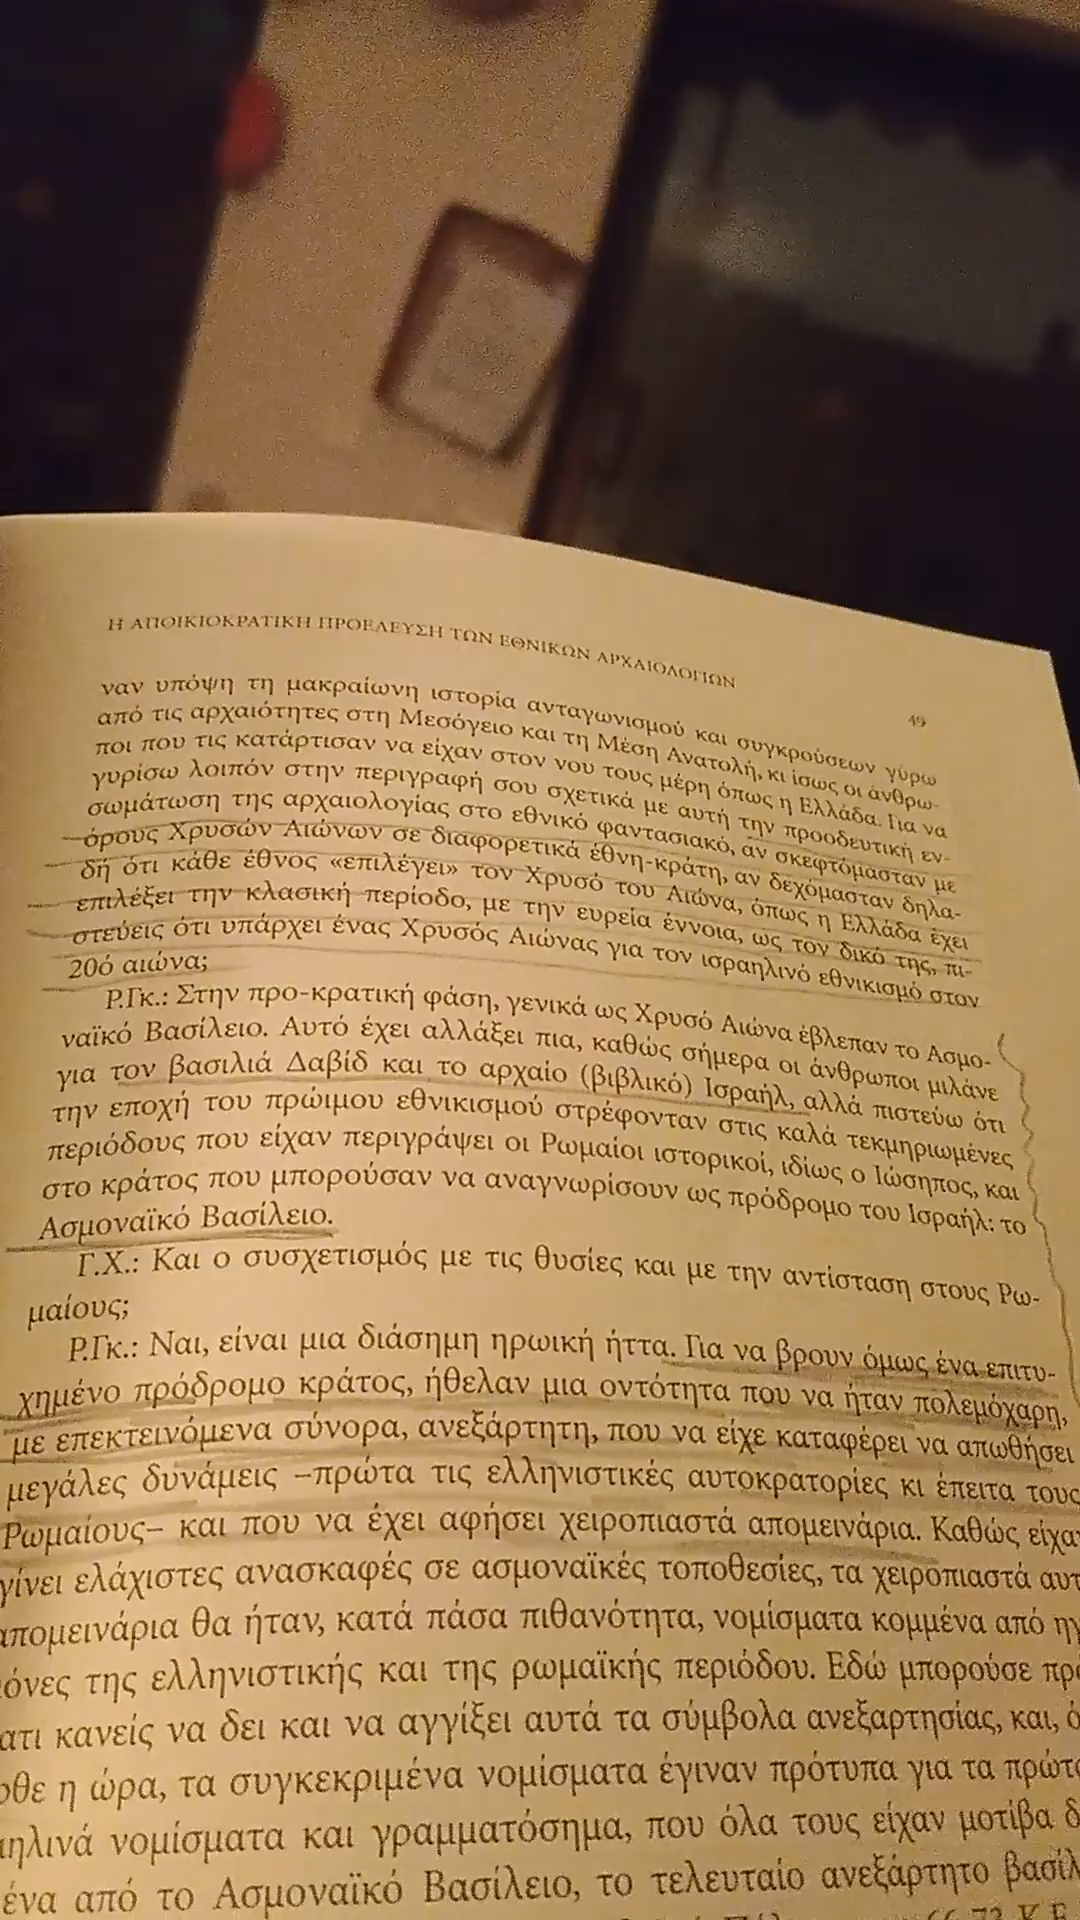 Η ΑΠΟΙΚΙΟΚΡΑΤΙΚΗ ΠΡΟΕΛΕΥΣΗ ΤΩΝ ΕΘΝΙΚΩΝ ΑΡΧΑΙΟΛΟΓΙΩΝ
49
ναν υπόψη τη μακραίωνη ιστορία ανταγωνισμού και συγκρούσεων γύρω
από τις αρχαιότητες στη Μεσόγειο και τη Μέση Ανατολή, κι ίσως οι άνθρω-
ποι που τις κατάρτισαν να είχαν στον νου τους μέρη όπως η Ελλάδα. Για να
γυρίσω λοιπόν στην περιγραφή σου σχετικά με αυτή την προοδευτική εν-
σωμάτωση της αρχαιολογίας στο εθνικό φαντασιακό, αν σκεφτόμασταν με
όρους Χρυσών Αιώνων σε διαφορετικά έθνη-κράτη, αν δεχόμασταν δηλα-
δή ότι κάθε έθνος «επιλέγει» τον Χρυσό του Αιώνα, όπως η Ελλάδα έχει
επιλέξει την κλασική περίοδο, με την ευρεία έννοια, ως τον δικό της, πι-
στεύεις ότι υπάρχει ένας Χρυσός Αιώνας για τον ισραηλινό εθνικισμό στον
20ό αιώνα;
Ρ.Γκ.: Στην προ-κρατική φάση, γενικά ως Χρυσό Αιώνα έβλεπαν το Ασμο-
ναϊκό Βασίλειο. Αυτό έχει αλλάξει πια, καθώς σήμερα οι άνθρωποι μιλάνε
για τον βασιλιά Δαβίδ και το αρχαίο (βιβλικό) Ισραήλ, αλλά πιστεύω ότι
την εποχή του πρώιμου εθνικισμού στρέφονταν στις καλά τεκμηριωμένες
περιόδους που είχαν περιγράψει οι Ρωμαίοι ιστορικοί, ιδίως ο Ιώσηπος, και
στο κράτος που μπορούσαν να αναγνωρίσουν ως πρόδρομο του Ισραήλ: το
Ασμοναϊκό Βασίλειο.
Γ.Χ.: Και ο συσχετισμός με τις θυσίες και με την αντίσταση στους Ρω-
μαίους;
Ρ.Γκ.: Ναι, είναι μια διάσημη ηρωική ήττα. Για να βρουν όμως ένα επιτυ-
χημένο πρόδρομο κράτος, ήθελαν μια οντότητα που να ήταν πολεμόχαρη,
με επεκτεινόμενα σύνορα, ανεξάρτητη, που να είχε καταφέρει να απωθήσει
μεγάλες δυνάμεις –πρώτα τις ελληνιστικές αυτοκρατορίες κι έπειτα τους
Ρωμαίους– και που να έχει αφήσει χειροπιαστά απομεινάρια. Καθώς είχα
γίνει ελάχιστες ανασκαφές σε ασμοναϊκές τοποθεσίες, τα χειροπιαστά αυτ
απομεινάρια θα ήταν, κατά πάσα πιθανότητα, νομίσματα κομμένα από ηγ
όνες της ελληνιστικής και της ρωμαϊκής περιόδου. Εδώ μπορούσε πρ
ατι κανείς να δει και να αγγίξει αυτά τα σύμβολα ανεξαρτησίας, και, ό
ρθε η ώρα, τα συγκεκριμένα νομίσματα έγιναν πρότυπα για τα πρώτ
ηλινά νομίσματα και γραμματόσημα, που όλα τους είχαν μοτίβα δ
ένα από το Ασμοναϊκό Βασίλειο, το τελευταίο ανεξάρτητο βασίλ